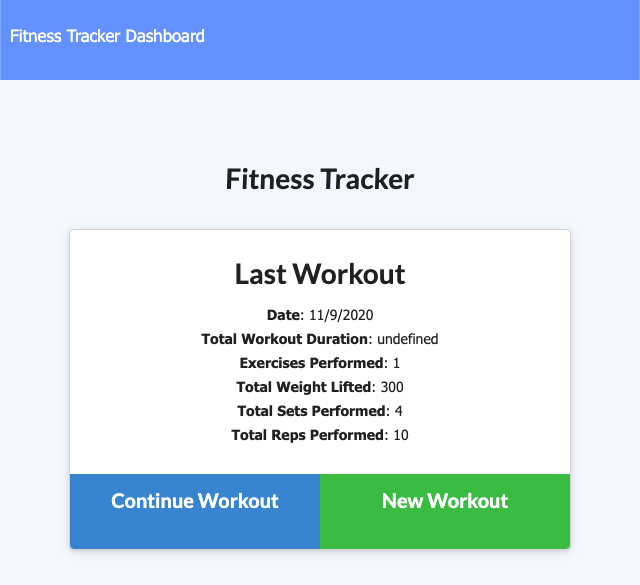 Fitness Tracker Dashboard
Fitness Tracker
Last Workout
Date: 11/9/2020
Total Workout Duration: undefined
Exercises Performed: 1
Total Weight Lifted: 300
Total Sets Performed: 4
Total Reps Performed: 10
Continue Workout
New Workout